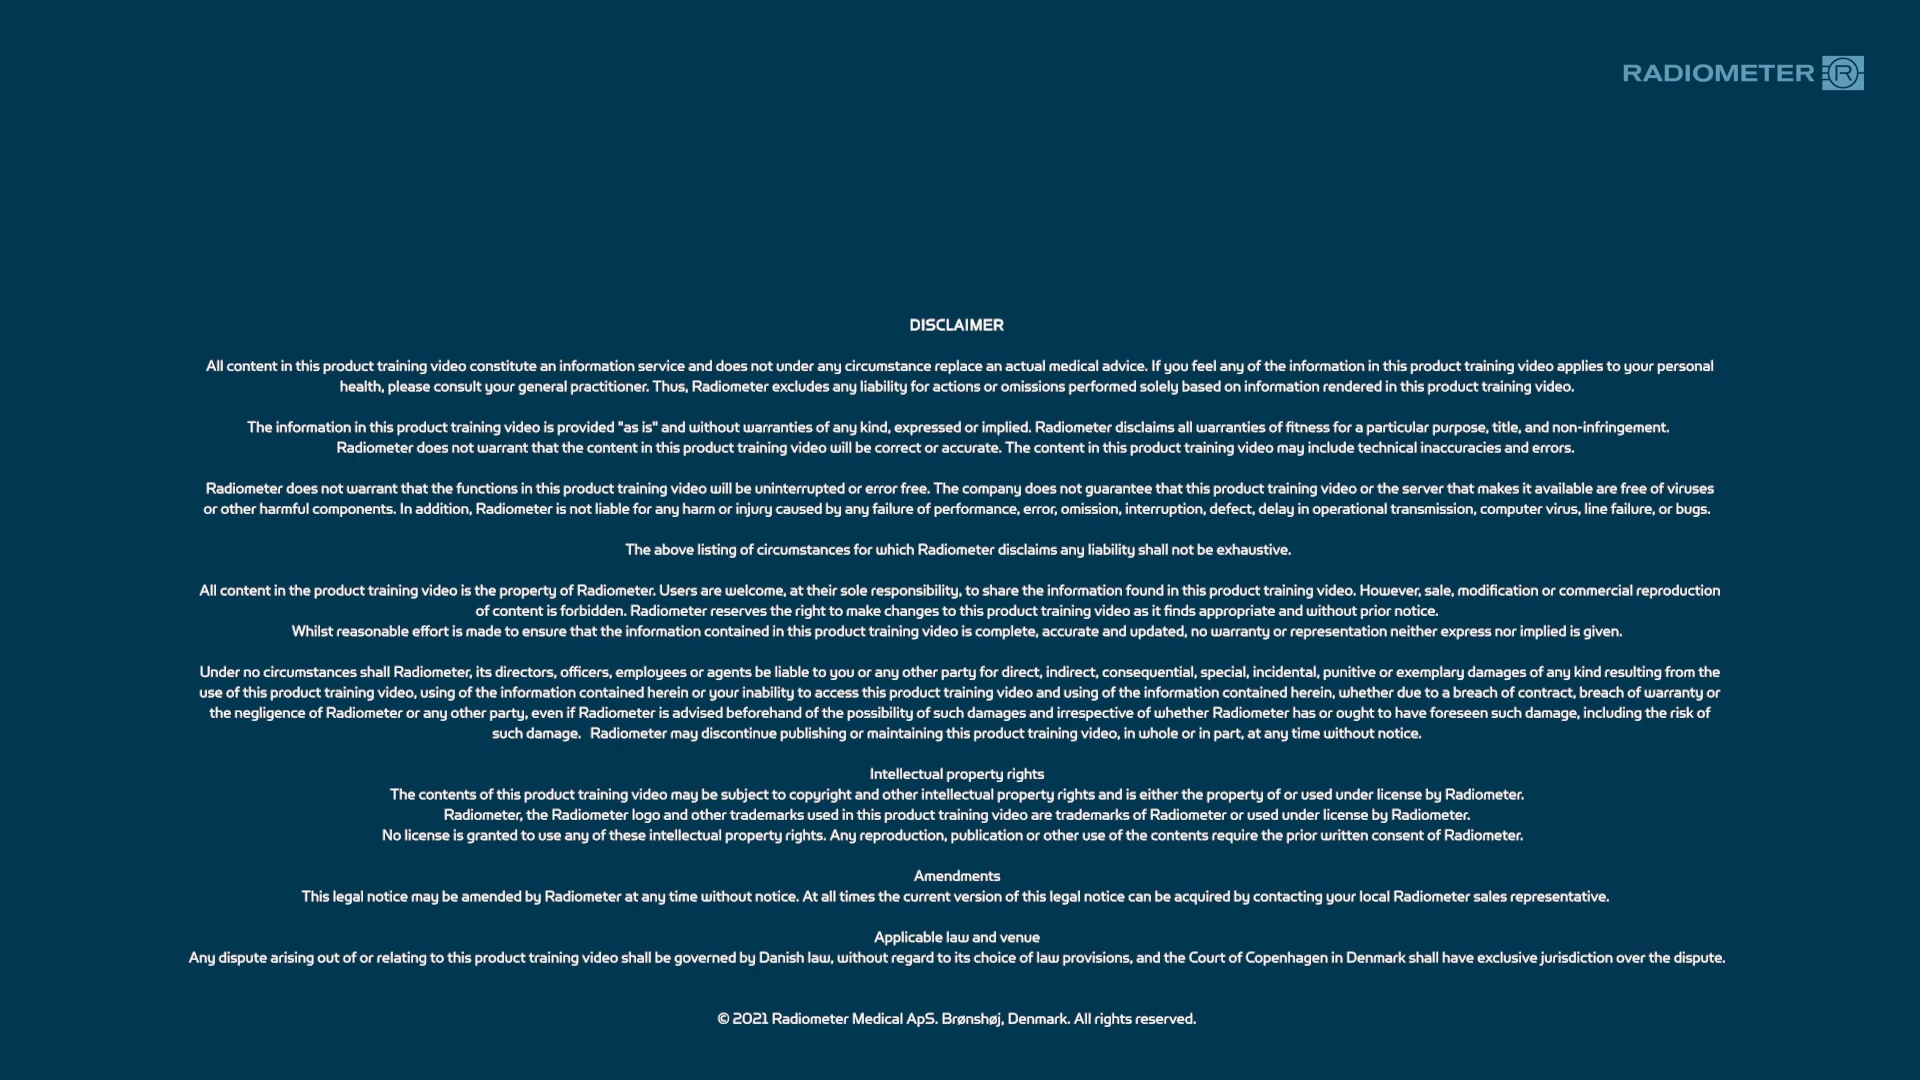 RADIOMETER R
DISCLAIMER
All content in this product training video constitute an information service and does not under any circumstance replace an actual medical advice. If you feel any of the information in this product training video applies to your personal
health, please consult your general practitioner. Thus, Radiometer excludes any liability for actions or omissions performed solely based on information rendered in this product training video.
The information in this product training video is provided "as is" and without warranties of any kind, expressed or implied. Radiometer disclaims all warranties of fitness for a particular purpose, title, and non-infringement.
Radiometer does not warrant that the content in this product training video will be correct or accurate. The content in this product training video may include technical inaccuracies and errors.
Radiometer does not warrant that the functions in this product training video will be uninterrupted or error free. The company does not guarantee that this product training video or the server that makes it available are free of viruses
or other harmful components. In addition, Radiometer is not liable for any harm or injury caused by any failure of performance, error, omission, interruption, defect, delay in operational transmission, computer virus, line failure, or bugs.
The above listing of circumstances for which Radiometer disclaims any liability shall not be exhaustive.
All content in the product training video is the property of Radiometer. Users are welcome, at their sole responsibility, to share the information found in this product training video. However, sale, modification or commercial reproduction
of content is forbidden. Radiometer reserves the right to make changes to this product training video as it finds appropriate and without prior notice.
Whilst reasonable effort is made to ensure that the information contained in this product training video is complete, accurate and updated, no warranty or representation neither express nor implied is given.
Under no circumstances shall Radiometer, its directors, officers, employees or agents be liable to you or any other party for direct, indirect, consequential, special, incidental, punitive or exemplary damages of any kind resulting from the
use of this product training video, using of the information contained herein or your inability to access this product training video and using of the information contained herein, whether due to a breach of contract, breach of warranty or
the negligence of Radiometer or any other party, even if Radiometer is advised beforehand of the possibility of such damages and irrespective of whether Radiometer has or ought to have foreseen such damage, including the risk of
such damage. Radiometer may discontinue publishing or maintaining this product training video, in whole or in part, at any time without notice.
Intellectual property rights
The contents of this product training video may be subject to copyright and other intellectual property rights and is either the property of or used under license by Radiometer.
Radiometer, the Radiometer logo and other trademarks used in this product training video are trademarks of Radiometer or used under license by Radiometer.
No license is granted to use any of these intellectual property rights. Any reproduction, publication or other use of the contents require the prior written consent of Radiometer.
Amendments
This legal notice may be amended by Radiometer at any time without notice. At all times the current version of this legal notice can be acquired by contacting your local Radiometer sales representative.
Applicable law and venue
Any dispute arising out of or relating to this product training video shall be governed by Danish law, without regard to its choice of law provisions, and the Court of Copenhagen in Denmark shall have exclusive jurisdiction over the dispute.
© 2021 Radiometer Medical ApS. Brønshøj, Denmark. All rights reserved.